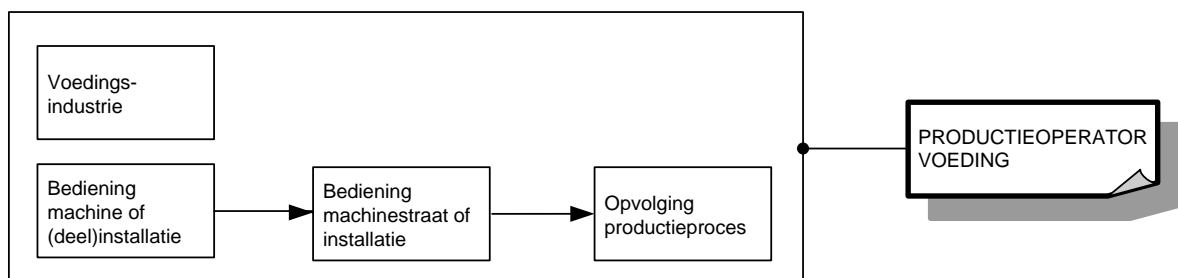 Voedings-
industrie
Bediening
machine of
(deel)installatie
Bediening
machinestraat of
installatie
Opvolging
productieproces
PRODUCTIEOPERATOR
VOEDING